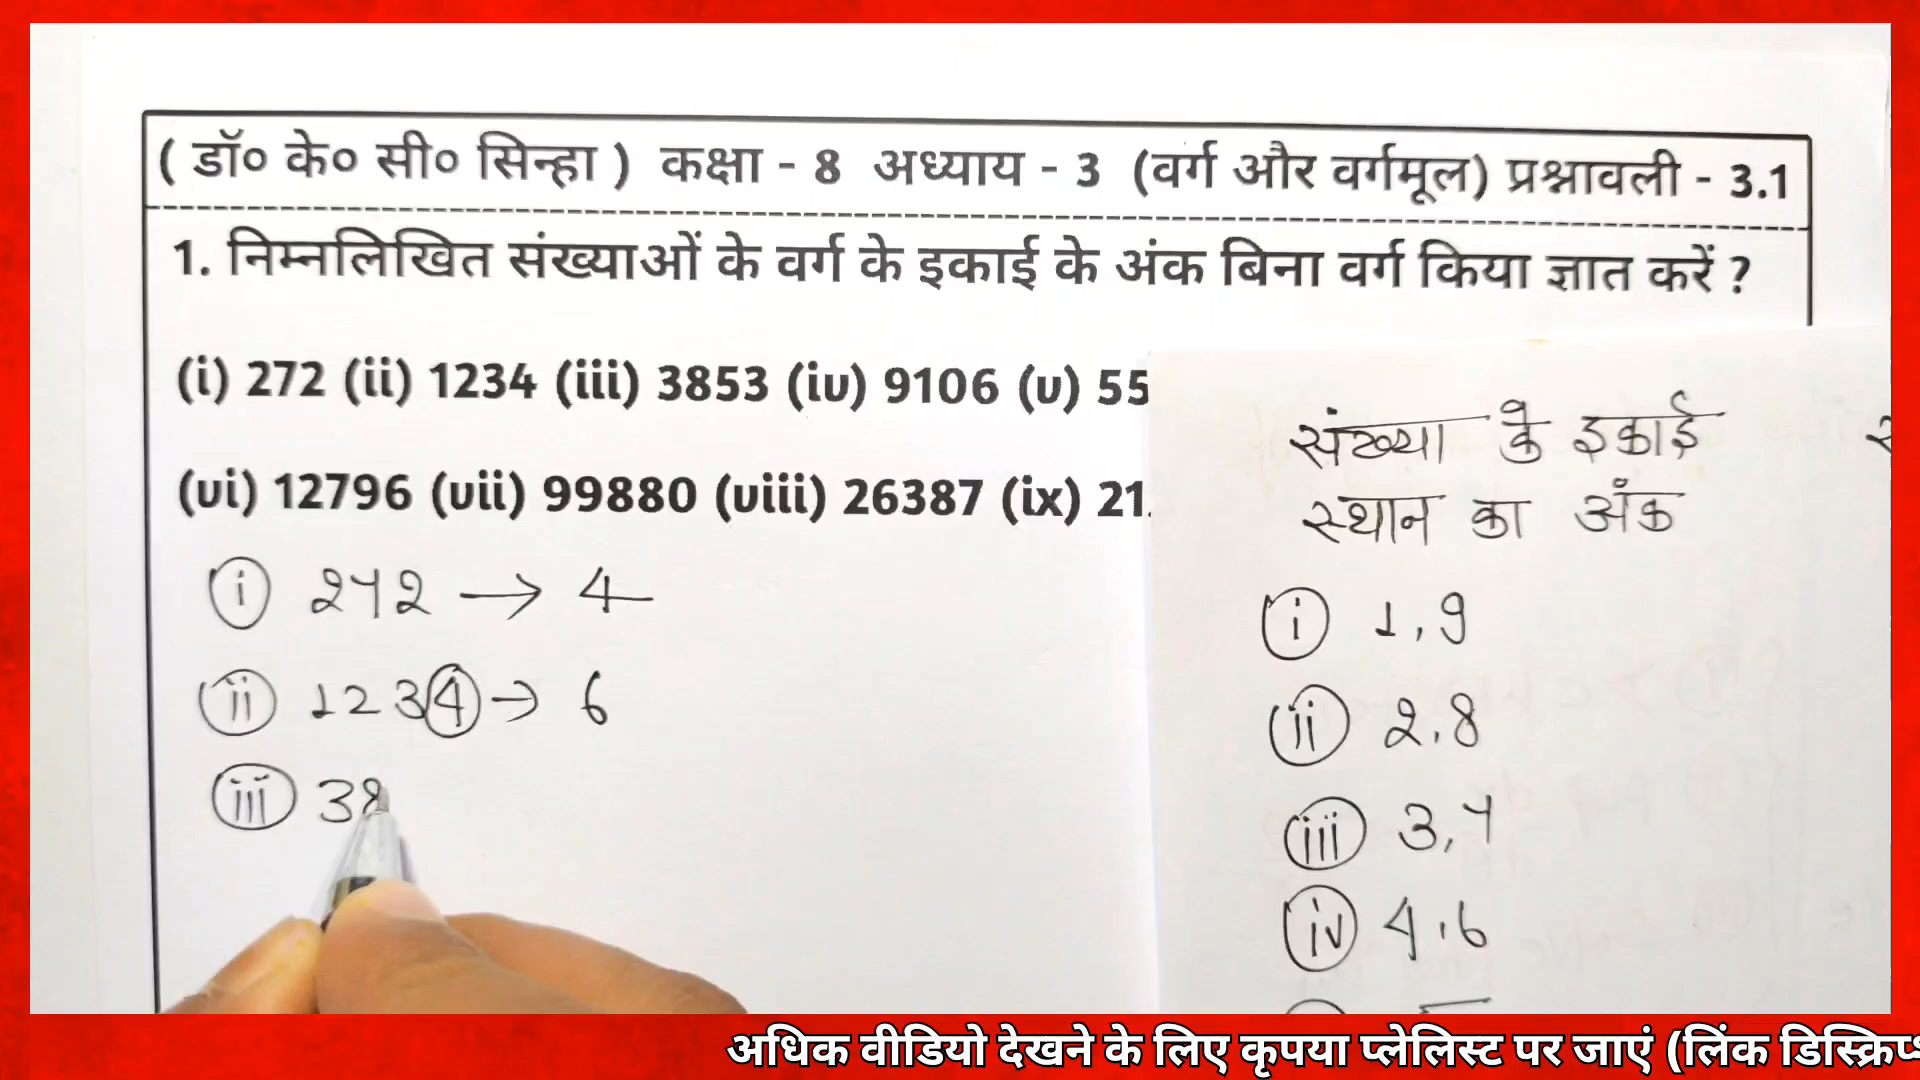 ( डॉ० के० सी० सिन्हा ) कक्षा - 8 अध्याय - 3 (वर्ग और वर्गमूल) प्रश्नावली - 3.1
1. निम्नलिखित संख्याओं के वर्ग के इकाई के अंक बिना वर्ग किया ज्ञात करें ?
(i) 272 (ii) 1234 (iii) 3853 (iv) 9106 (v) 55
(vi) 12796 (vii) 99880 (viii) 26387 (ix) 21
(i) 272 → 4
(ii) 1234 → 6
(iii) 38
संख्या के इकाई
स्थान का अंक
(i) 1, 9
(ii) 2, 8
(iii) 3, 7
(iv) 4, 6
अधिक वीडियो देखने के लिए कृपया प्लेलिस्ट पर जाएं (लिंक